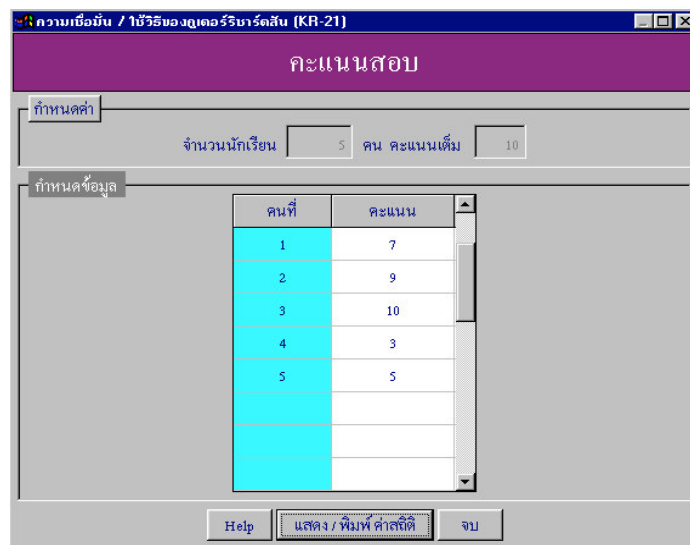 ความเชื่อมั่น / ใช้วิธีของคูเดอร์ริชาร์ดสัน (KR-21)
คะแนนสอบ
กำหนดค่า
จำนวนนักเรียน 5 คน คะแนนเต็ม 10
กำหนดข้อมูล
คนที่ คะแนน
1 7
2 9
3 10
4 3
5 5
Help แสดง / พิมพ์ ค่าสถิติ จบ